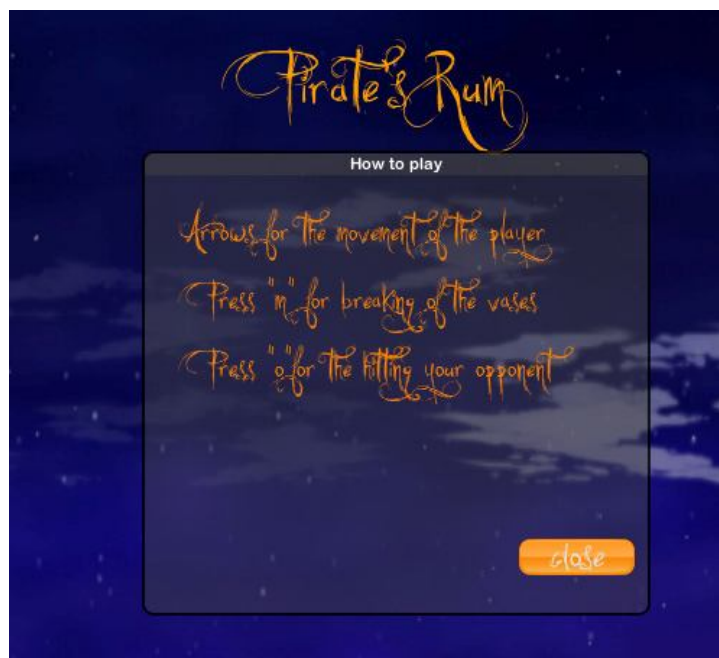 Pirate's Rum
How to play
Arrows for the movement of the player
Press "m" for breaking of the vases
Press "o" for the hitting your opponent
close